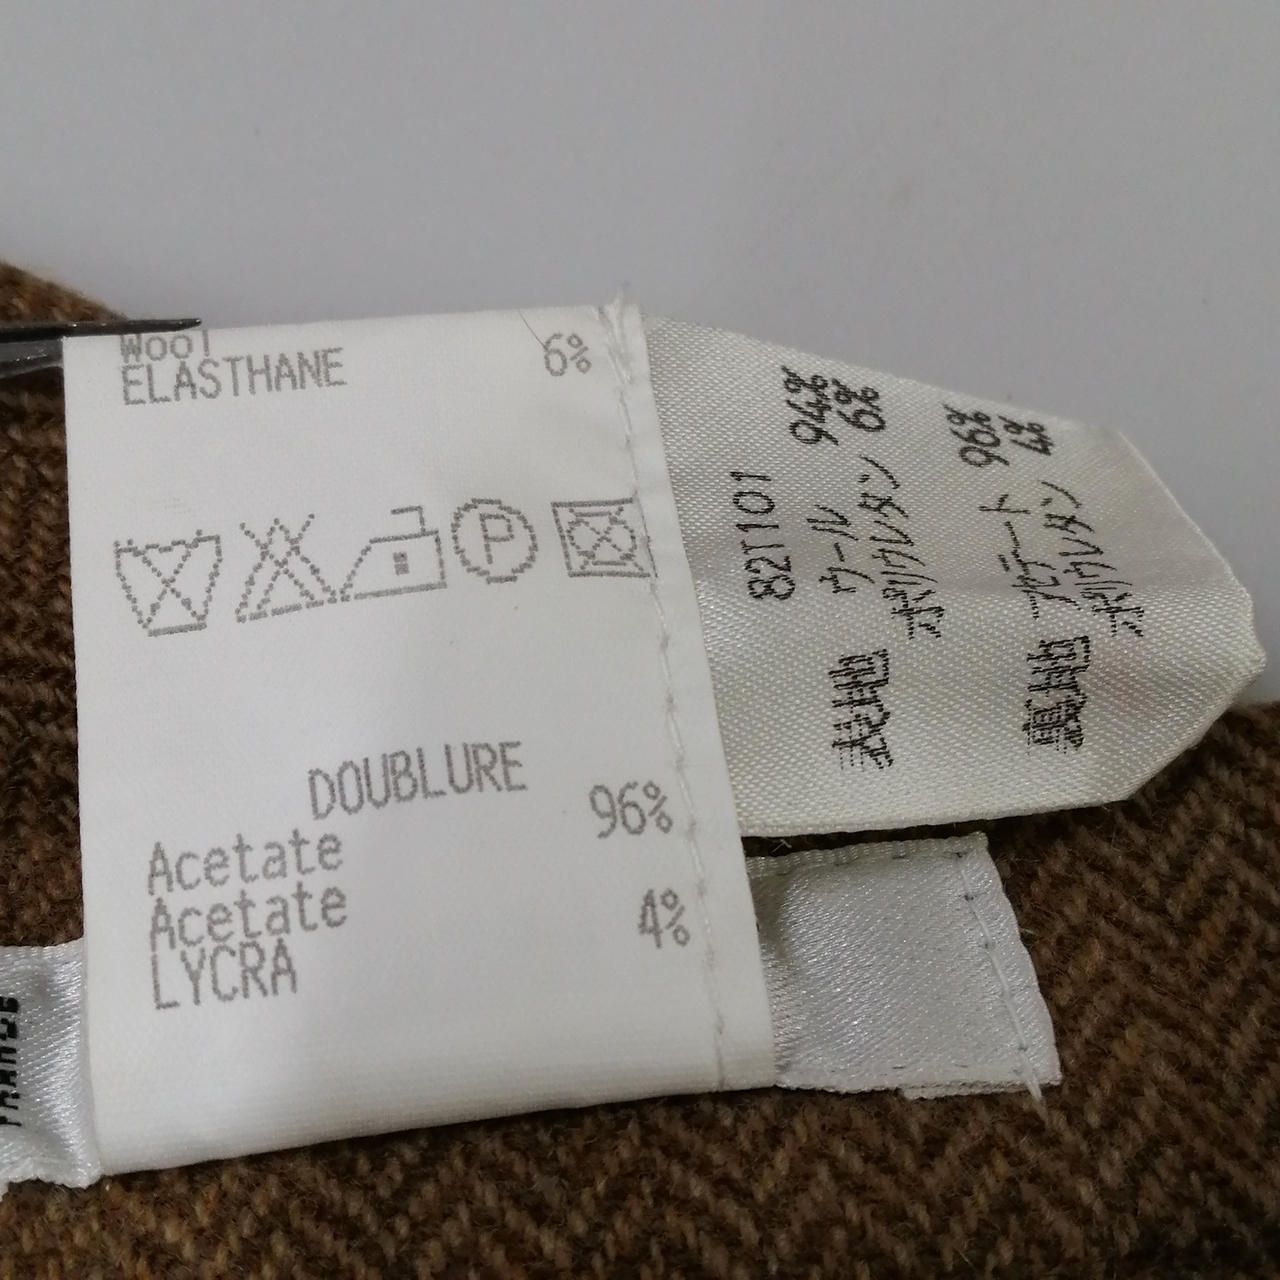 Wool
ELASTHANE 6%
P
DOUBLURE
Acetate 96%
Acetate
LYCRA 4%
82T101
表地 ウール 94%
ポリウレタン 6%
裏地 アセテート 96%
ポリウレタン 4%